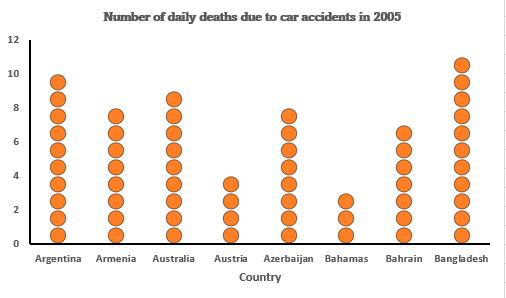 Number of daily deaths due to car accidents in 2005
12
10
8
6
4
2
0
Argentina Armenia Australia Austria Azerbaijan Bahamas Bahrain Bangladesh
Country